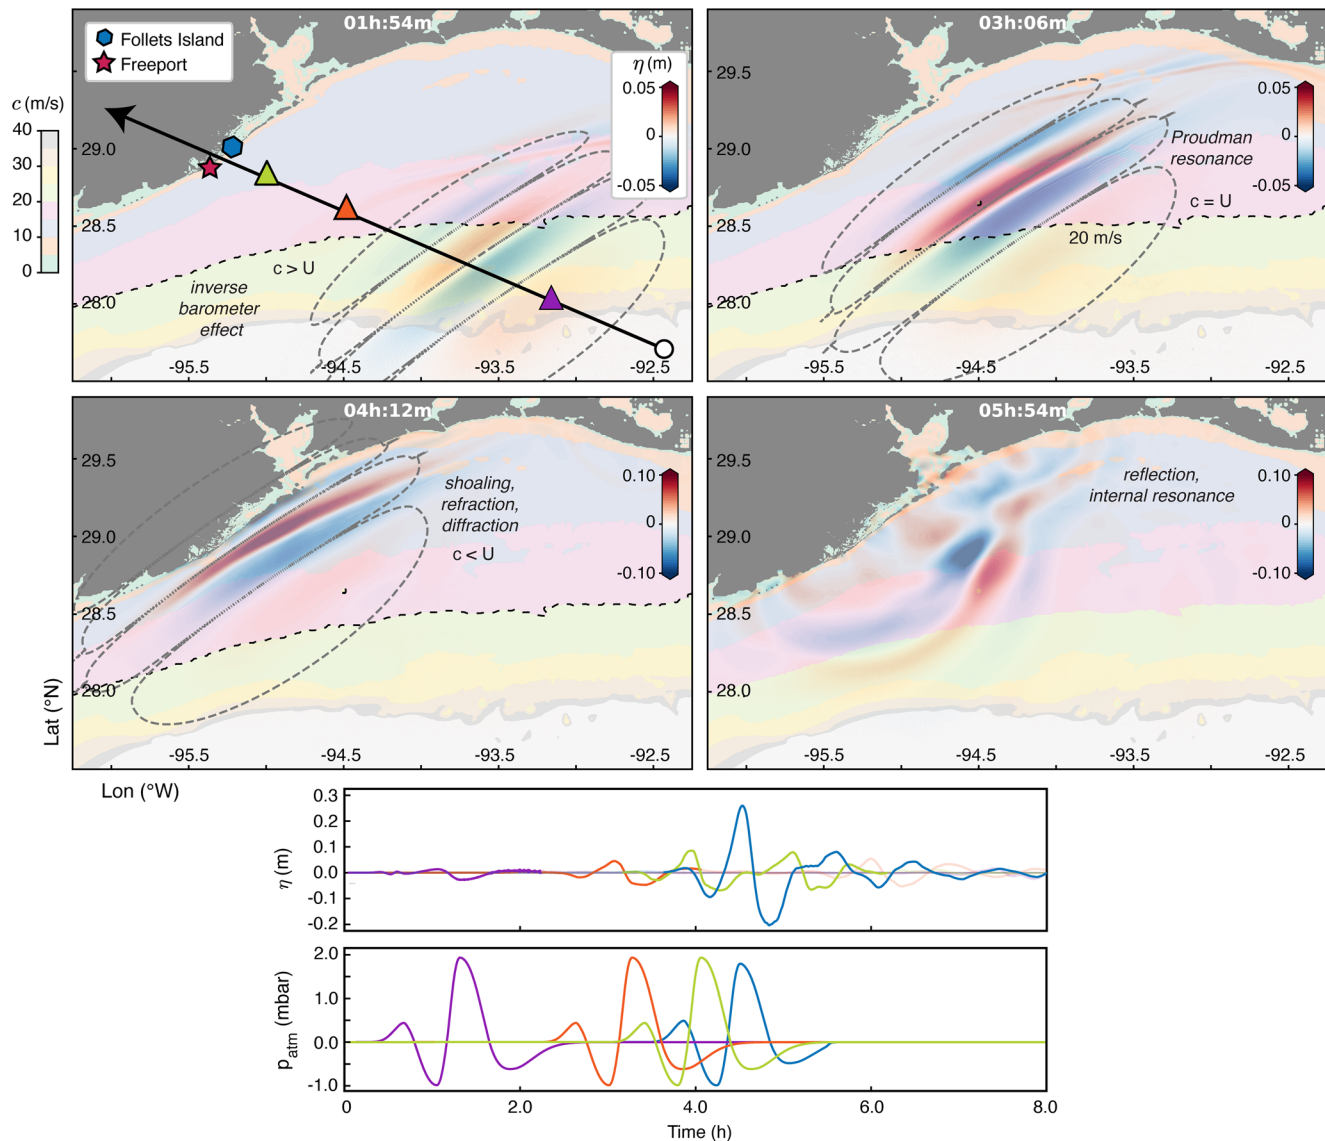 01h:54m
Follets Island
Freeport
η (m)
0.05
0
-0.05
c (m/s)
40
30
20
10
0
29.0
28.5
28.0
c > U
inverse
barometer
effect
-95.5
-94.5
-93.5
-92.5
03h:06m
29.5
29.0
28.5
28.0
0.05
0
-0.05
Proudman
resonance
c = U
20 m/s
-95.5
-94.5
-93.5
-92.5
04h:12m
29.5
29.0
28.5
28.0
shoaling,
refraction,
diffraction
c < U
0.10
0
-0.10
-95.5
-94.5
-93.5
-92.5
Lat (°N)
Lon (°W)
05h:54m
29.5
29.0
28.5
28.0
reflection,
internal resonance
0.10
0
-0.10
-95.5
-94.5
-93.5
-92.5
η (m)
0.3
0.2
0.1
0.0
-0.1
-0.2
p_atm (mbar)
2.0
1.0
0.0
-1.0
0
2.0
4.0
6.0
8.0
Time (h)